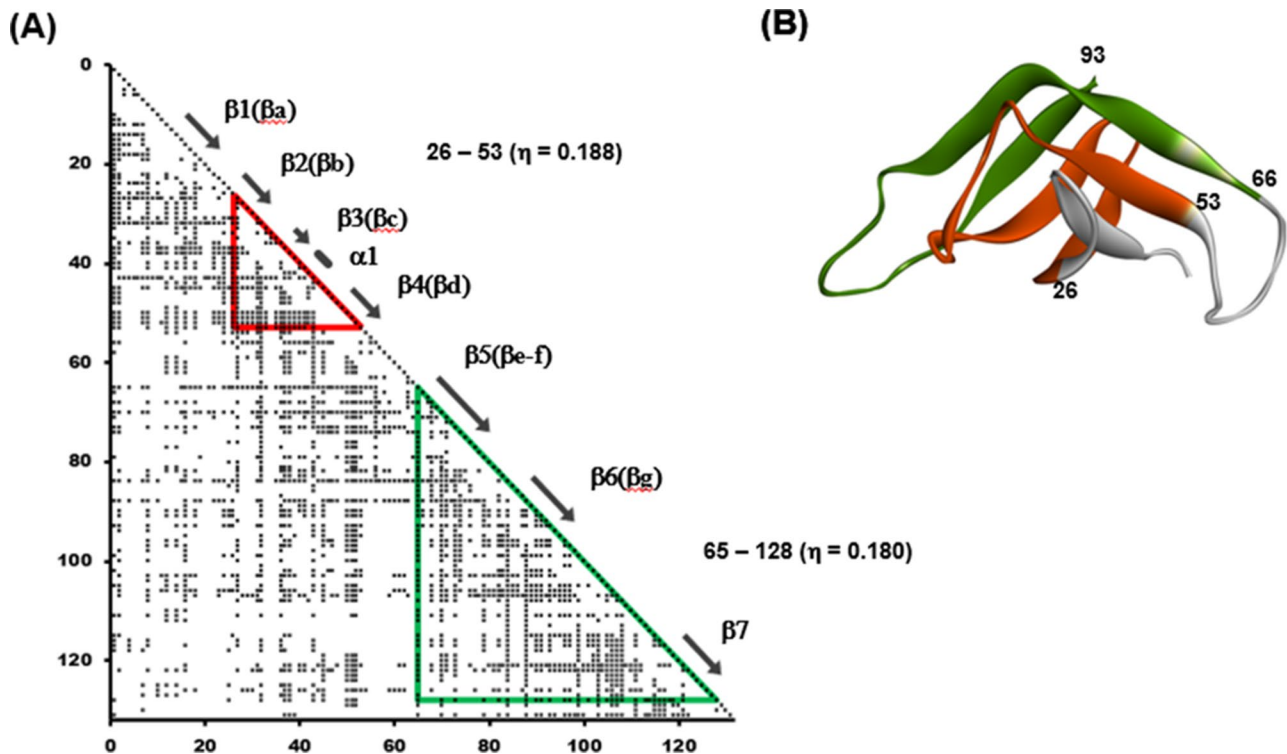 (A)
0
20
40
60
80
100
120
0 20 40 60 80 100 120
β1(βa)
β2(βb)
β3(βc)
α1
β4(βd)
β5(βe-f)
β6(βg)
β7
26 – 53 (η = 0.188)
65 – 128 (η = 0.180)
(B)
93
66
53
26